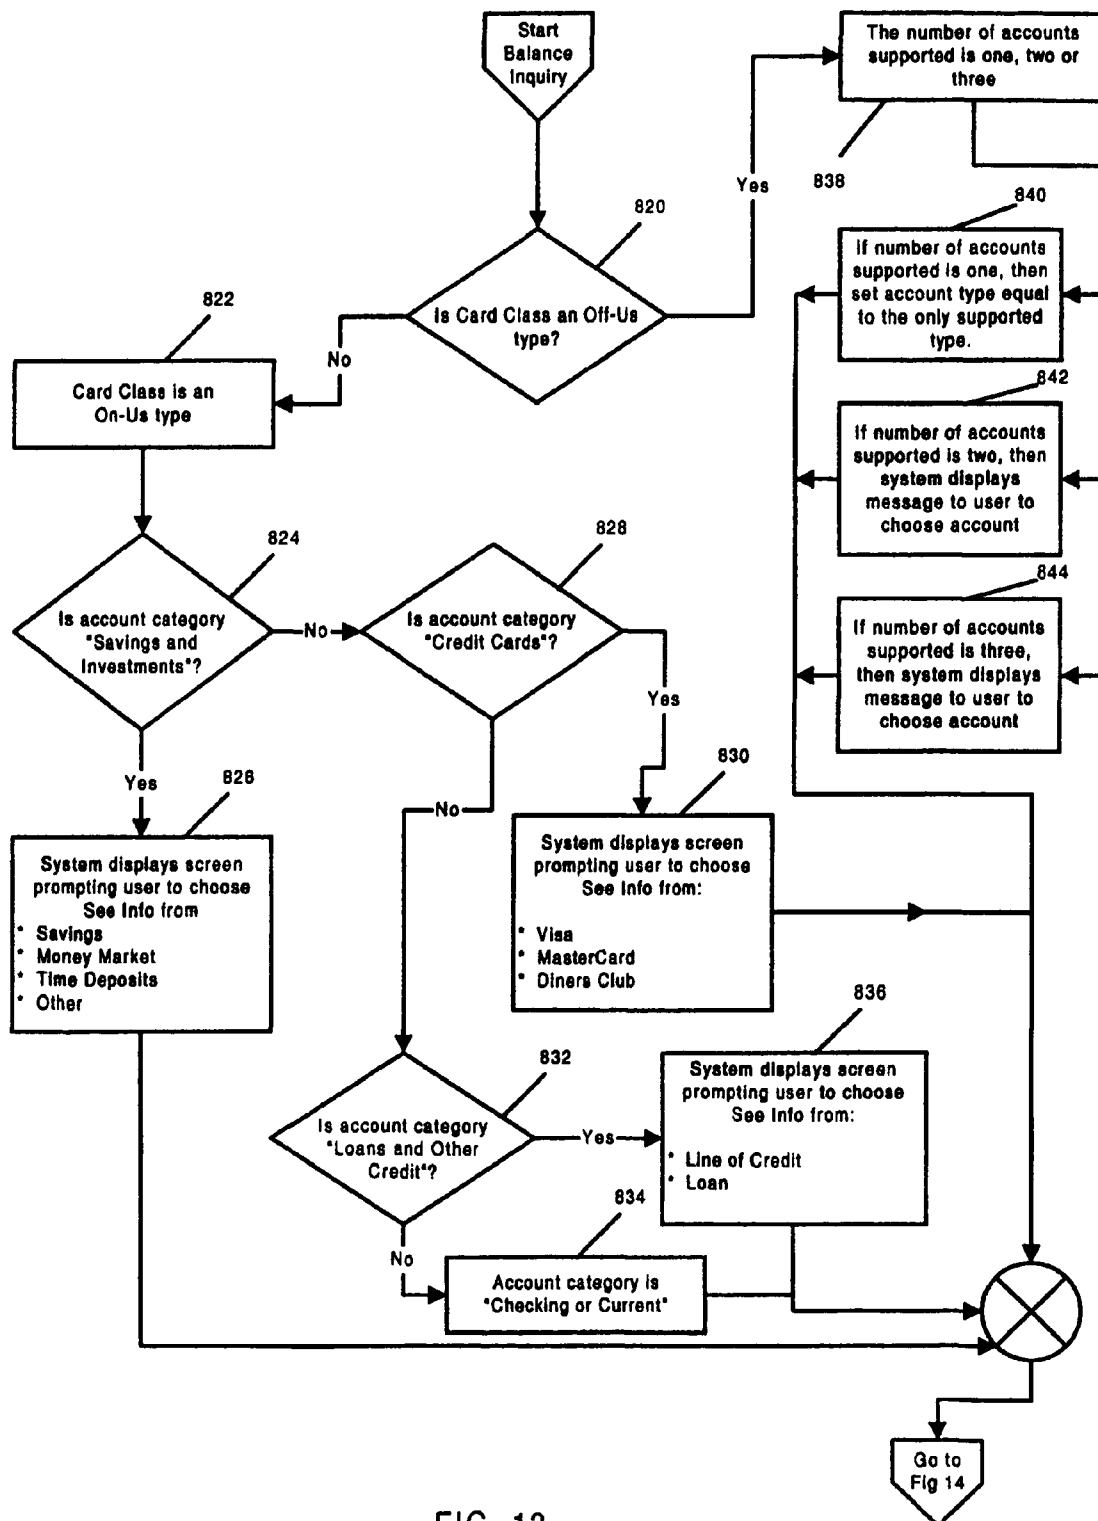 Start
Balance
Inquiry
The number of accounts
supported is one, two or
three
838
Yes
820
Is Card Class an Off-Us
type?
No
822
Card Class is an
On-Us type
840
If number of accounts
supported is one, then
set account type equal
to the only supported
type.
842
If number of accounts
supported is two, then
system displays
message to user to
choose account
844
If number of accounts
supported is three,
then system displays
message to user to
choose account
824
Is account category
"Savings and
Investments"?
No
828
Is account category
"Credit Cards"?
Yes
Yes
No
826
System displays screen
prompting user to choose
See Info from
* Savings
* Money Market
* Time Deposits
* Other
830
System displays screen
prompting user to choose
See Info from:
* Visa
* MasterCard
* Diners Club
832
Is account category
"Loans and Other
Credit"?
Yes
No
836
System displays screen
prompting user to choose
See Info from:
* Line of Credit
* Loan
834
Account category is
"Checking or Current"
Go to
Fig 14